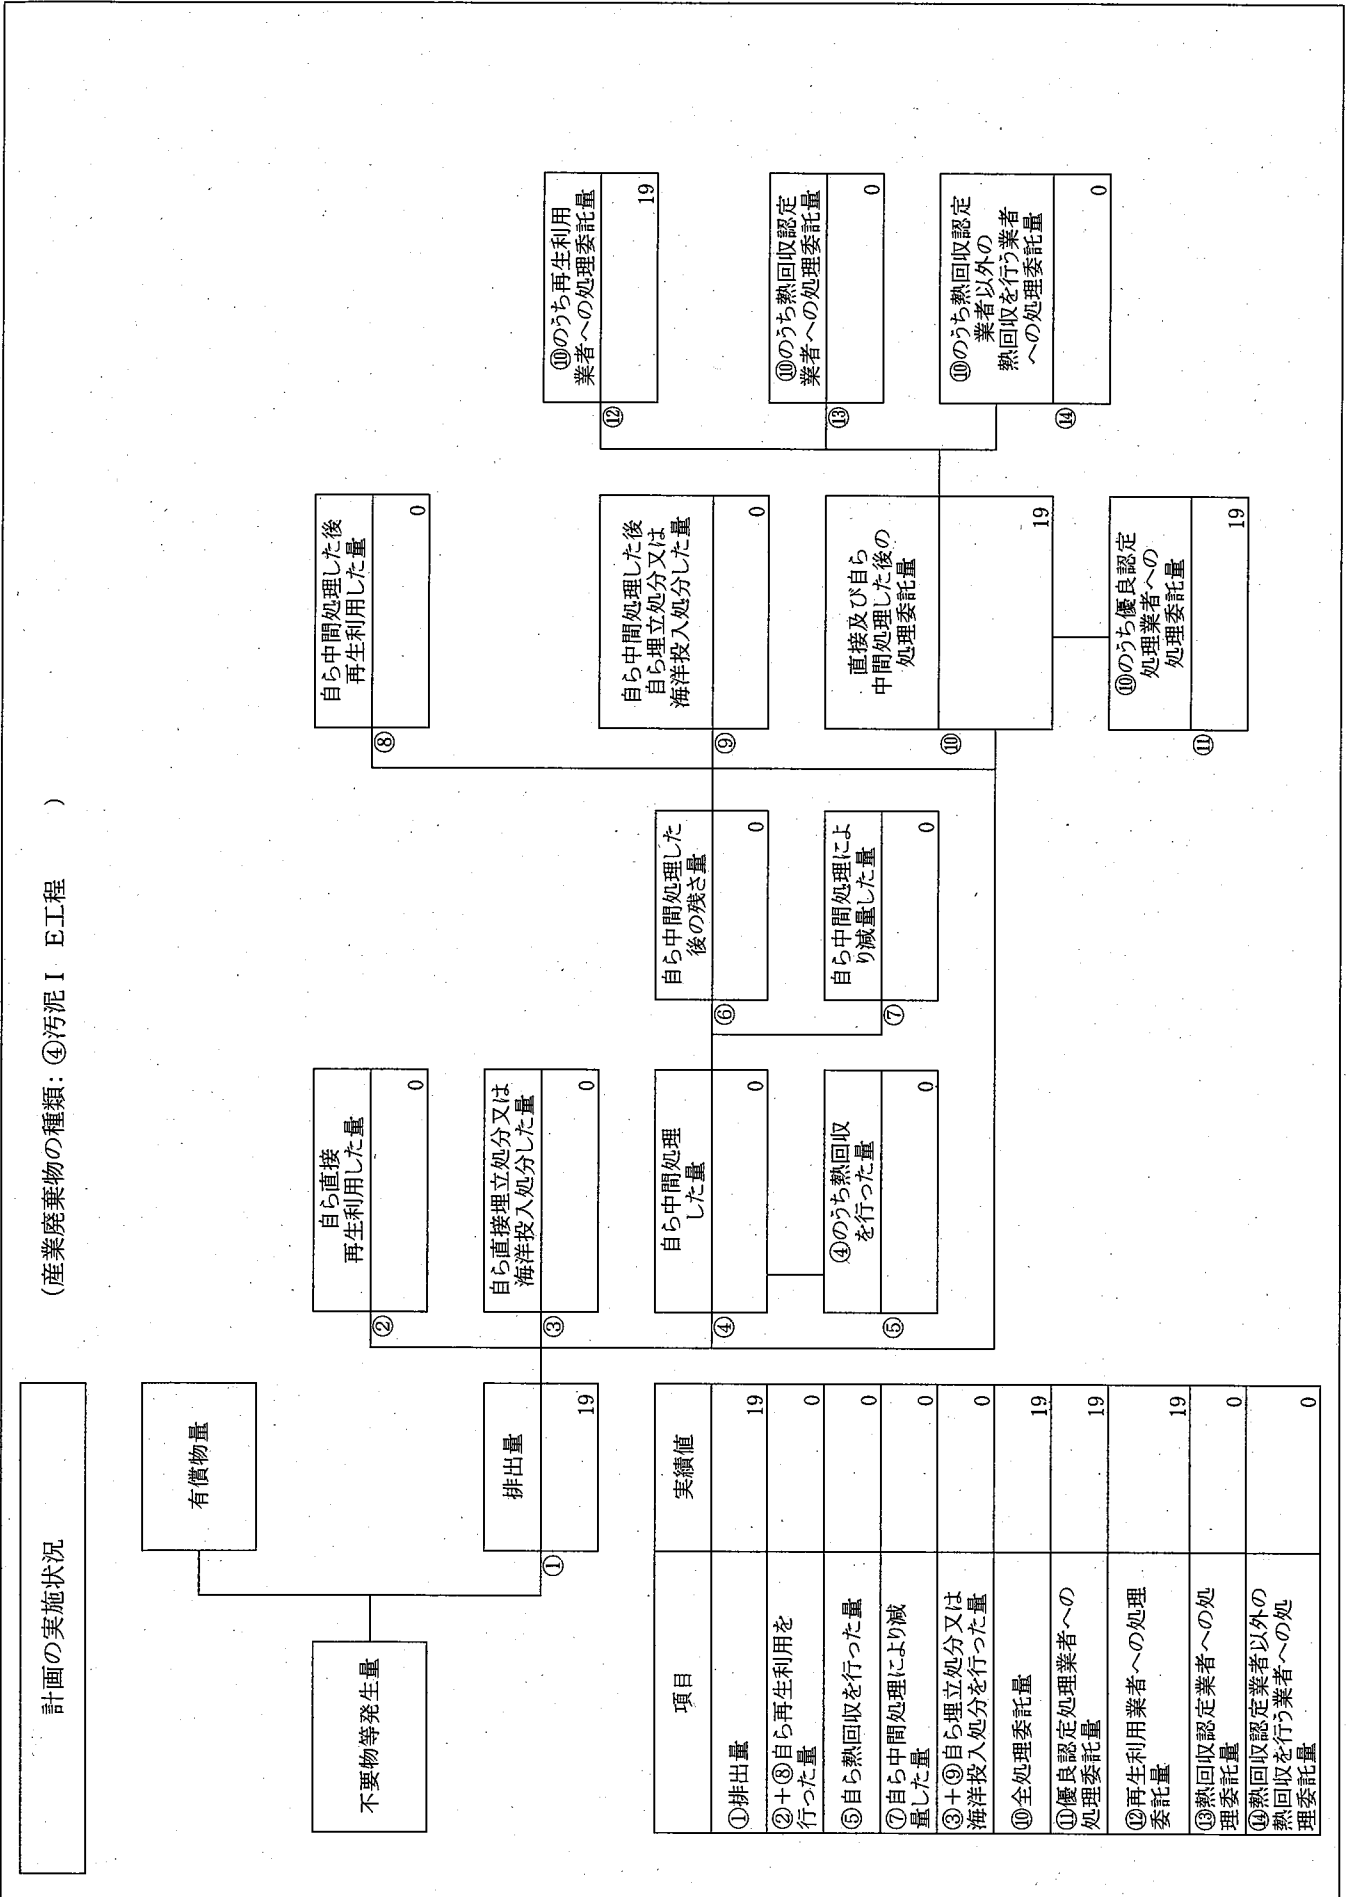 計画の実施状況
(産業廃棄物の種類: ④汚泥Ⅰ E工程 )
不要物等発生量
有償物量
①
排出量
19
②
自ら直接
再生利用した量
0
③
自ら直接埋立処分又は
海洋投入処分した量
0
④
自ら中間処理
した量
0
⑤
④のうち熱回収
を行った量
0
⑥
自ら中間処理した
後の残さ量
0
⑦
自ら中間処理によ
り減量した量
0
⑧
自ら中間処理した後
再生利用した量
0
⑨
自ら中間処理した後
自ら埋立処分又は
海洋投入処分した量
0
⑩
直接及び自ら
中間処理した後の
処理委託量
19
⑪
⑩のうち優良認定
処理業者への
処理委託量
19
⑫
⑩のうち再生利用
業者への処理委託量
19
⑬
⑩のうち熱回収認定
業者への処理委託量
0
⑭
⑩のうち熱回収認定
業者以外の
熱回収を行う業者
への処理委託量
0
項目 実績値
①排出量 19
②+⑧自ら再生利用を
行った量 0
⑤自ら熱回収を行った量 0
⑦自ら中間処理により減
量した量 0
③+⑨自ら埋立処分又は
海洋投入処分を行った量 0
⑩全処理委託量 19
⑪優良認定処理業者への
処理委託量 19
⑫再生利用業者への処理
委託量 19
⑬熱回収認定業者への処
理委託量 0
⑭熱回収認定業者以外の
熱回収を行う業者への処
理委託量 0